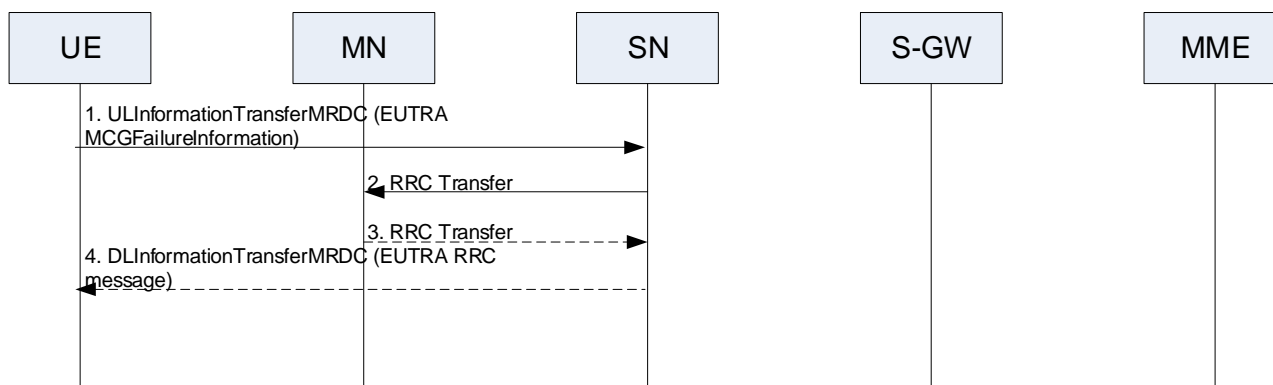 UE
MN
SN
S-GW
MME
1. ULInformationTransferMRDC (EUTRA
MCGFailureInformation)
2. RRC Transfer
3. RRC Transfer
4. DLInformationTransferMRDC (EUTRA RRC
message)